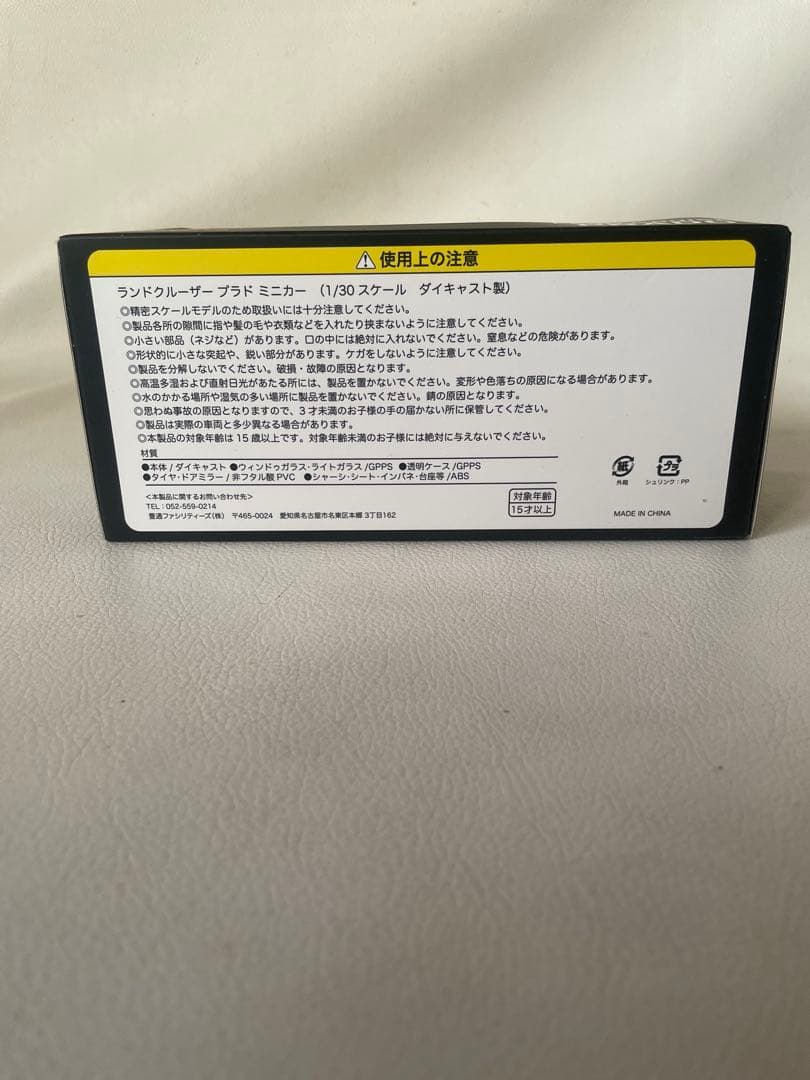 ⚠使用上の注意
ランドクルーザー プラド ミニカー (1/30 スケール ダイキャスト製)
◎精密スケールモデルのため取扱いには十分注意してください。
◎製品各所の隙間に指や髪の毛や衣類などを入れたり挟まないように注意してください。
◎小さい部品(ネジなど)があります。口の中には絶対に入れないでください。窒息などの危険があります。
◎形状的に小さな突起や、鋭い部分があります。ケガをしないように注意してください。
◎製品を分解しないでください。破損・故障の原因となります。
◎高温多湿および直射日光があたる所には、製品を置かないでください。変形や色落ちの原因になる場合があります。
◎水のかかる場所や湿気の多い場所に製品を置かないでください。錆の原因となります。
◎思わぬ事故の原因となりますので、3才未満のお子様の手の届かない所に保管してください。
◎製品は実際の車両と多少異なる場合があります。
◎本製品の対象年齢は15歳以上です。対象年齢未満のお子様には絶対に与えないでください。
材質
●本体/ダイキャスト ●ウィンドゥガラス・ライトガラス/GPPS ●透明ケース/GPPS
●タイヤ・ドアミラー/非フタル酸PVC ●シャーシ・シート・インパネ・台座等/ABS
<本製品に関するお問い合わせ先>
TEL:052-559-0214
豊通ファシリティーズ(株) 〒465-0024 愛知県名古屋市名東区本郷3丁目162
対象年齢
15才以上
紙
外箱
プラ
シュリンク:PP
MADE IN CHINA